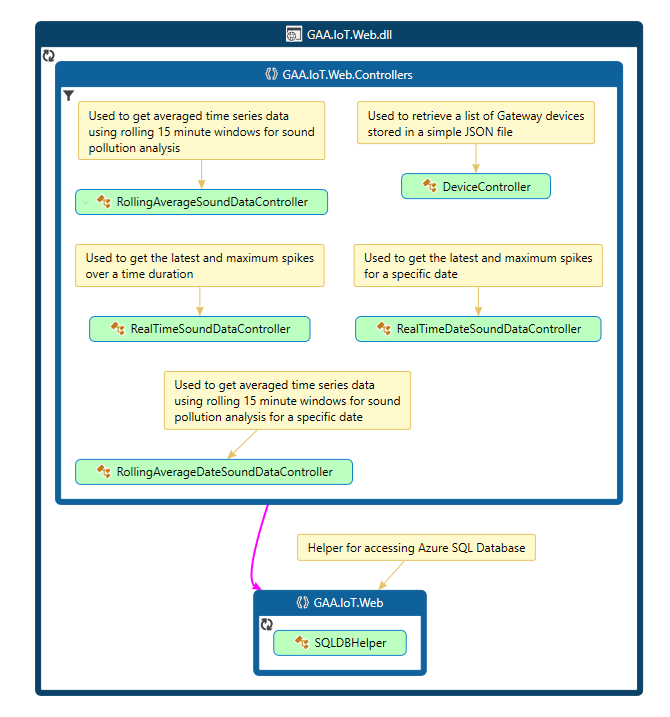 GAA.IoT.Web.dll
GAA.IoT.Web.Controllers
Used to get averaged time series data
using rolling 15 minute windows for sound
pollution analysis
Used to retrieve a list of Gateway devices
stored in a simple JSON file
RollingAverageSoundDataController
DeviceController
Used to get the latest and maximum spikes
over a time duration
Used to get the latest and maximum spikes
for a specific date
RealTimeSoundDataController
RealTimeDateSoundDataController
Used to get averaged time series data
using rolling 15 minute windows for sound
pollution analysis for a specific date
RollingAverageDateSoundDataController
Helper for accessing Azure SQL Database
GAA.IoT.Web
SQLDBHelper